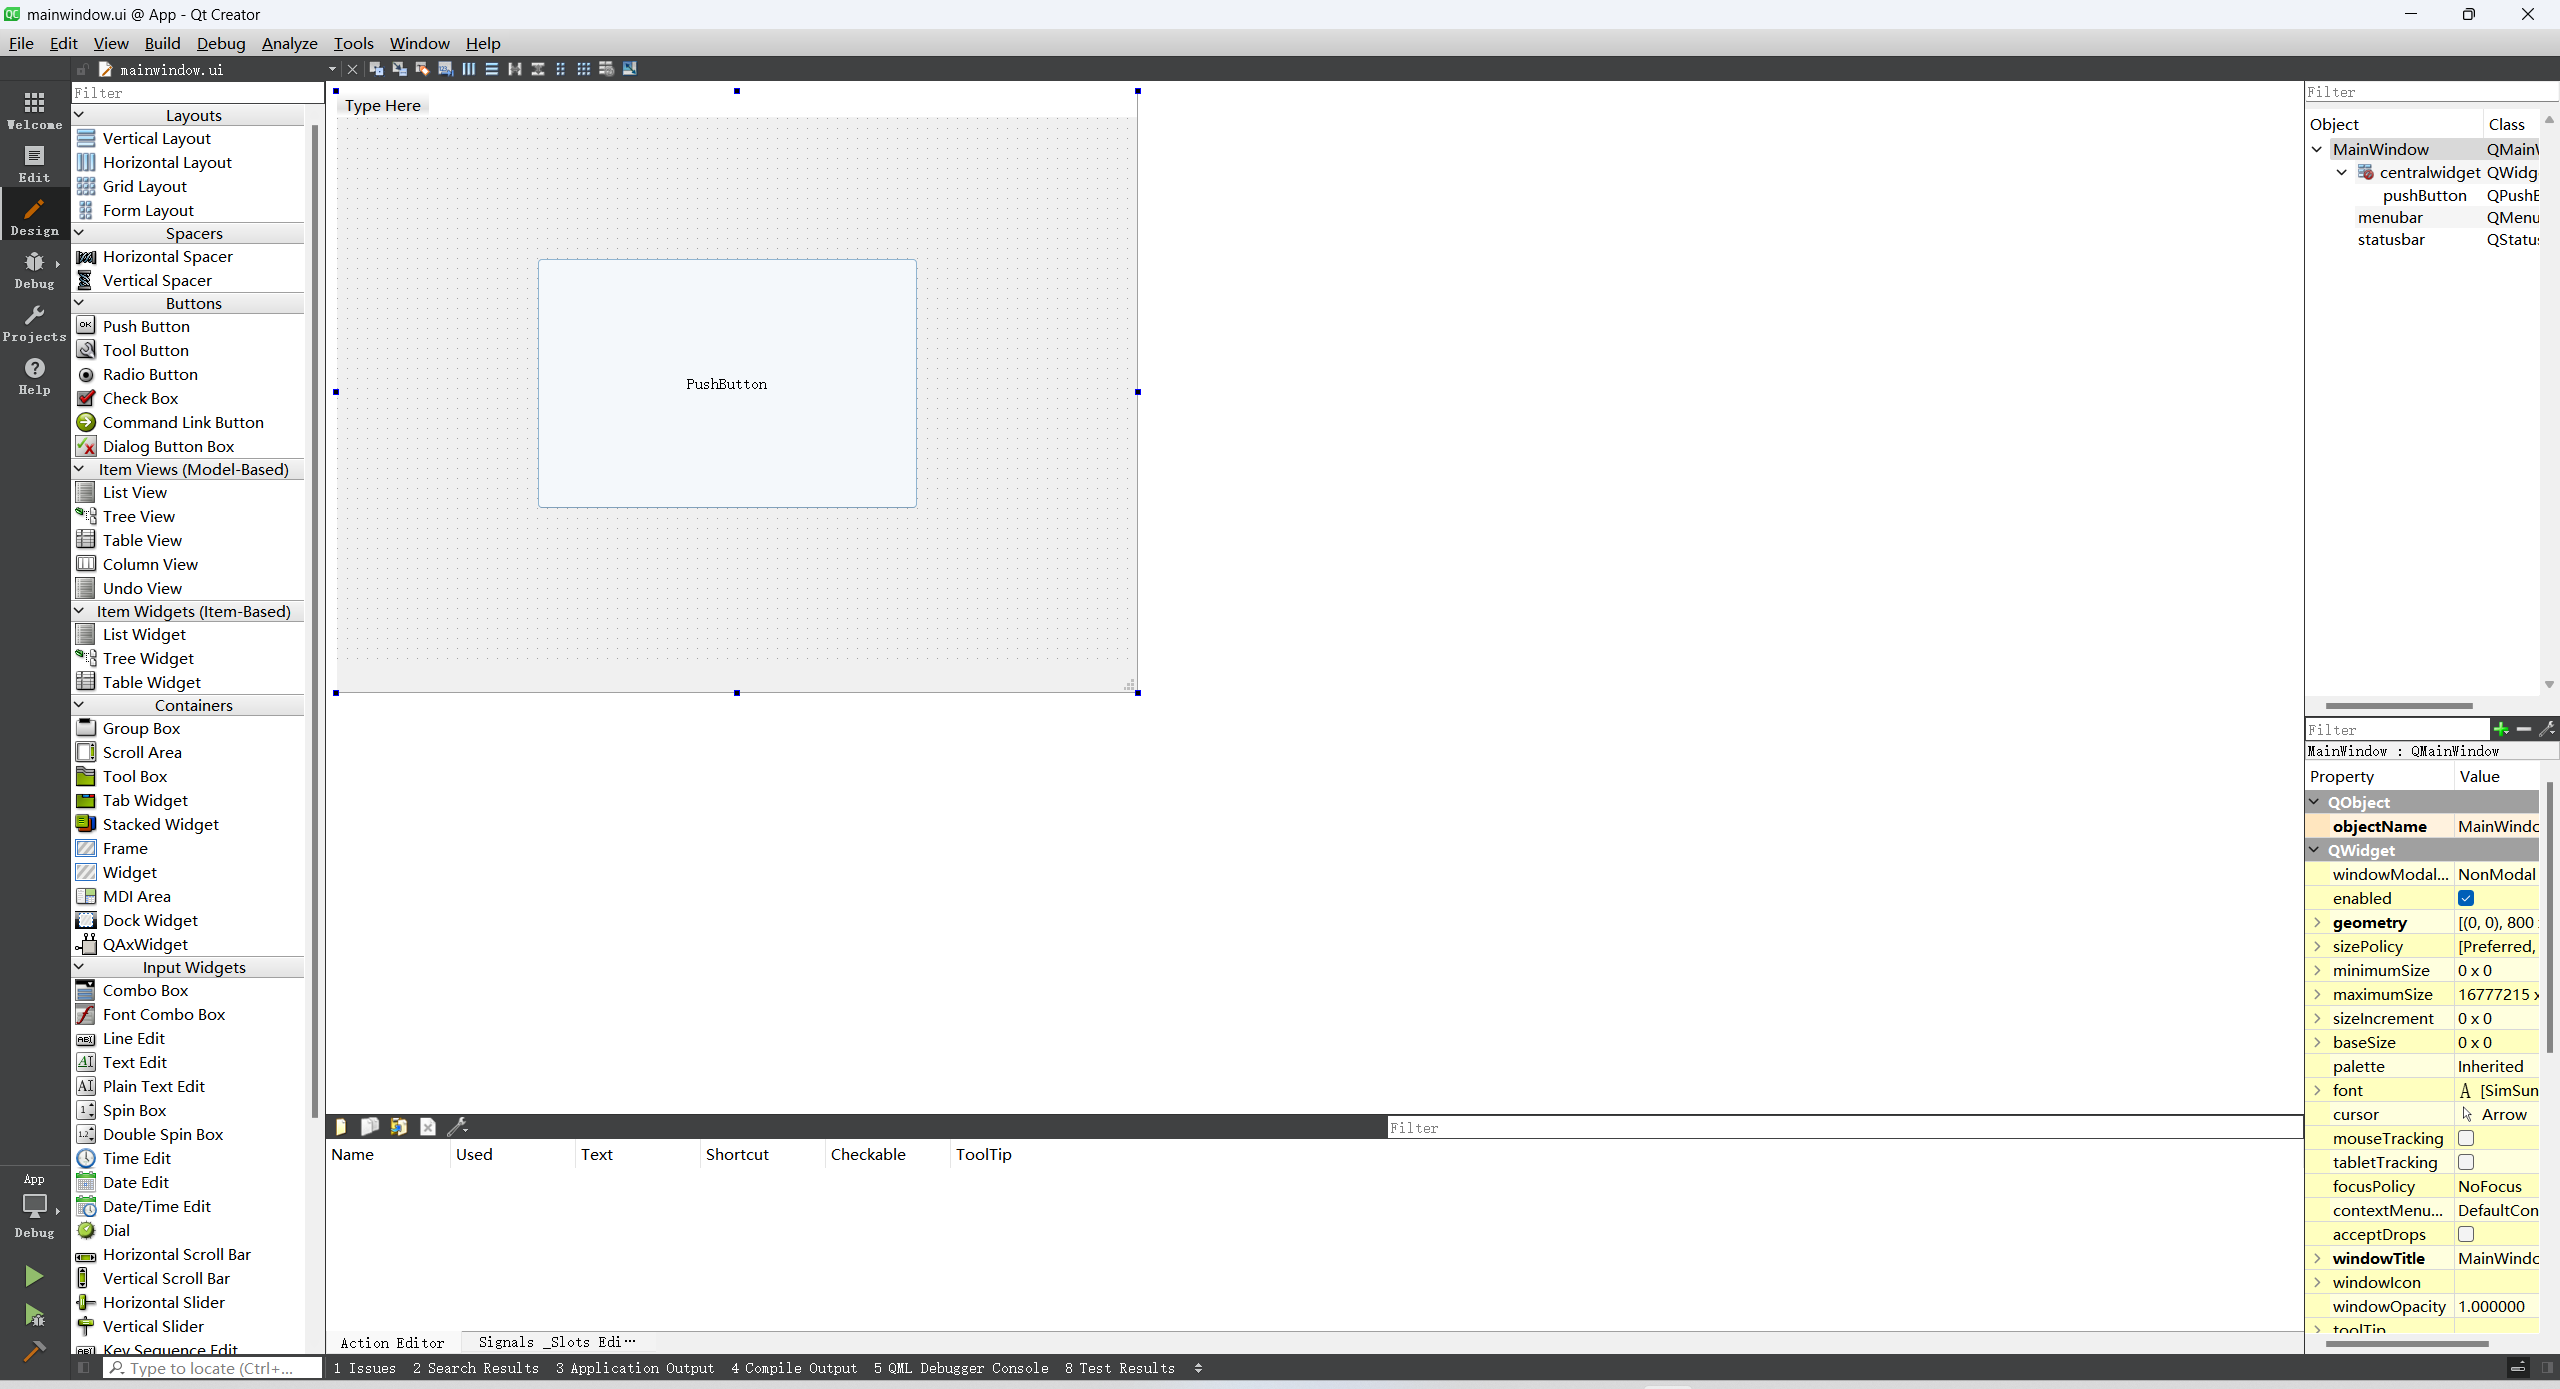 mainwindow.ui @ App - Qt Creator
File Edit View Build Debug Analyze Tools Window Help
mainwindow.ui
Welcome
Edit
Design
Debug
Projects
Help
App
Debug
Filter
Layouts
Vertical Layout
Horizontal Layout
Grid Layout
Form Layout
Spacers
Horizontal Spacer
Vertical Spacer
Buttons
Push Button
Tool Button
Radio Button
Check Box
Command Link Button
Dialog Button Box
Item Views (Model-Based)
List View
Tree View
Table View
Column View
Undo View
Item Widgets (Item-Based)
List Widget
Tree Widget
Table Widget
Containers
Group Box
Scroll Area
Tool Box
Tab Widget
Stacked Widget
Frame
Widget
MDI Area
Dock Widget
QAxWidget
Input Widgets
Combo Box
Font Combo Box
Line Edit
Text Edit
Plain Text Edit
Spin Box
Double Spin Box
Time Edit
Date Edit
Date/Time Edit
Dial
Horizontal Scroll Bar
Vertical Scroll Bar
Horizontal Slider
Vertical Slider
Key Sequence Edit
Type Here
PushButton
Filter
Name Used Text Shortcut Checkable ToolTip
Action Editor Signals _Slots Edi…
Filter
Object Class
MainWindow QMainW
centralwidget QWidg
pushButton QPushB
menubar QMenu
statusbar QStatus
Filter
MainWindow : QMainWindow
Property Value
QObject
objectName MainWindo
QWidget
windowModal... NonModal
enabled
geometry [(0, 0), 800 x
sizePolicy [Preferred,
minimumSize 0 x 0
maximumSize 16777215 x
sizeIncrement 0 x 0
baseSize 0 x 0
palette Inherited
font A [SimSun
cursor Arrow
mouseTracking
tabletTracking
focusPolicy NoFocus
contextMenu... DefaultCon
acceptDrops
windowTitle MainWindo
windowIcon
windowOpacity 1.000000
toolTip
Type to locate (Ctrl+... 1 Issues 2 Search Results 3 Application Output 4 Compile Output 5 QML Debugger Console 8 Test Results